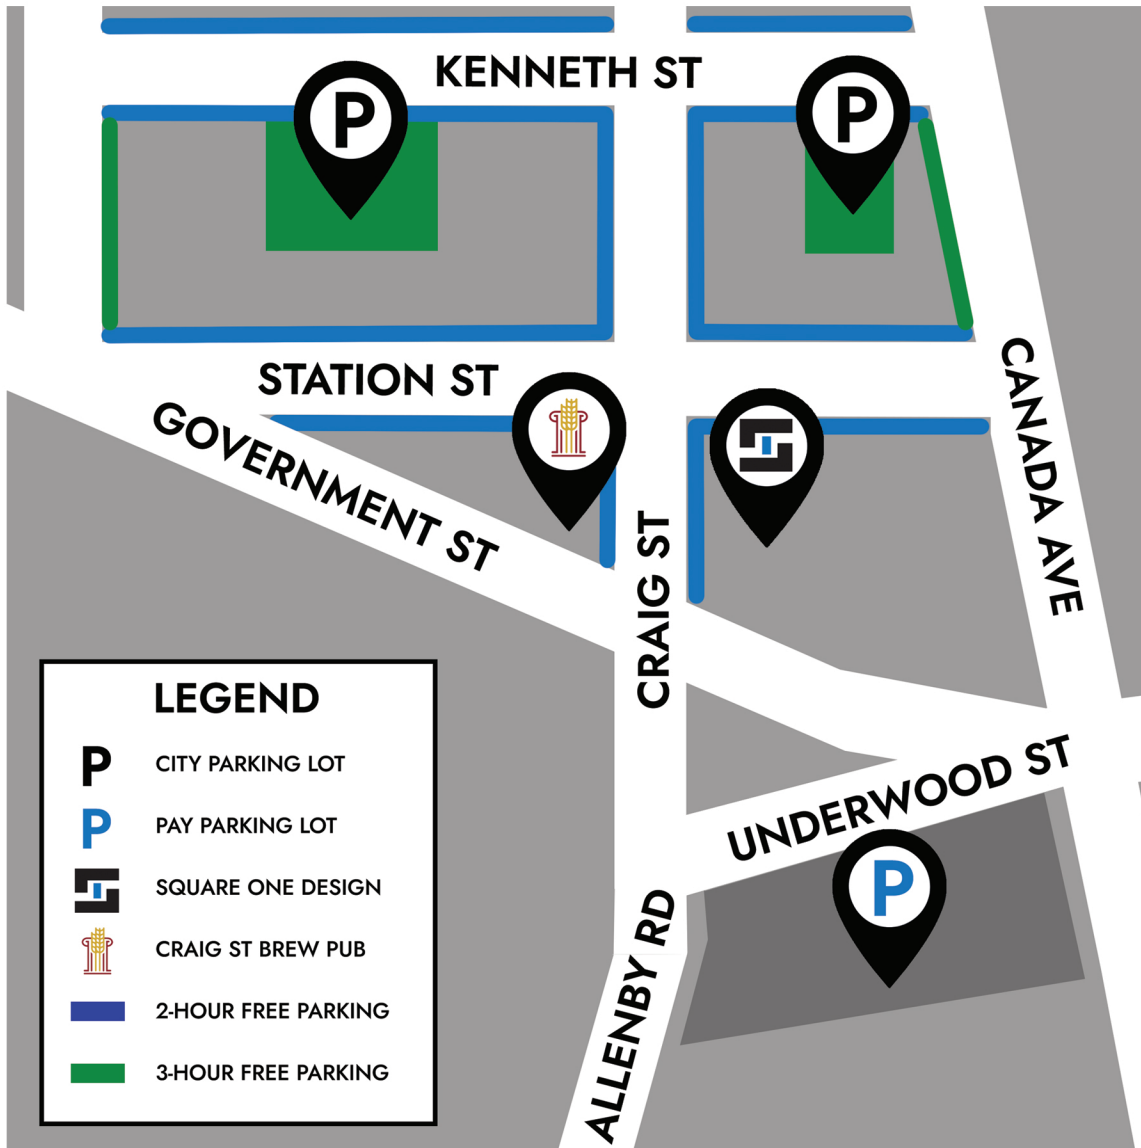 KENNETH ST
P
P
STATION ST
GOVERNMENT ST
CRAIG ST
CANADA AVE
UNDERWOOD ST
P
ALLENBY RD
LEGEND
P CITY PARKING LOT
P PAY PARKING LOT
SQUARE ONE DESIGN
CRAIG ST BREW PUB
2-HOUR FREE PARKING
3-HOUR FREE PARKING